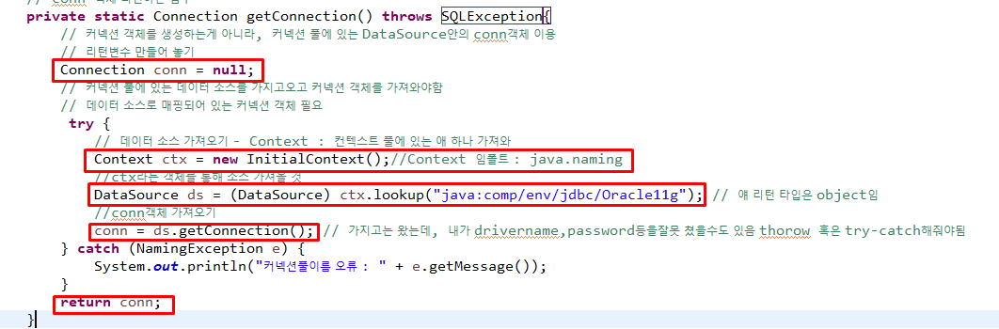 private static Connection getConnection() throws SQLException{
// 커넥션 객체를 생성하는게 아니라, 커넥션 풀에 있는 DataSource안의 conn객체 이용
// 리턴변수 만들어 놓기
Connection conn = null;
// 커넥션 풀에 있는 데이터 소스를 가지고오고 커넥션 객체를 가져와야함
// 데이터 소스로 매핑되어 있는 커넥션 객체 필요
try {
// 데이터 소스 가져오기 - Context : 컨텍스트 풀에 있는 애 하나 가져와
Context ctx = new InitialContext();//Context 임폴트 : java.naming
//ctx라는 객체를 통해 소스 가져올 것
DataSource ds = (DataSource) ctx.lookup("java:comp/env/jdbc/Oracle11g"); // 얘 리턴 타입은 object임
//conn객체 가져오기
conn = ds.getConnection(); // 가지고는 왔는데, 내가 drivername,password등을잘못 쳤을수도 있음 thorow 혹은 try-catch해줘야됨
} catch (NamingException e) {
System.out.println("커넥션풀이름 오류 : " + e.getMessage());
}
return conn;
}